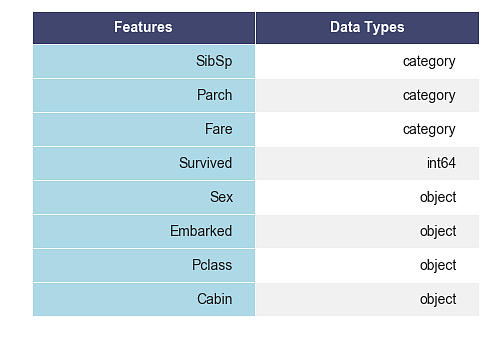 Features Data Types
SibSp category
Parch category
Fare category
Survived int64
Sex object
Embarked object
Pclass object
Cabin object